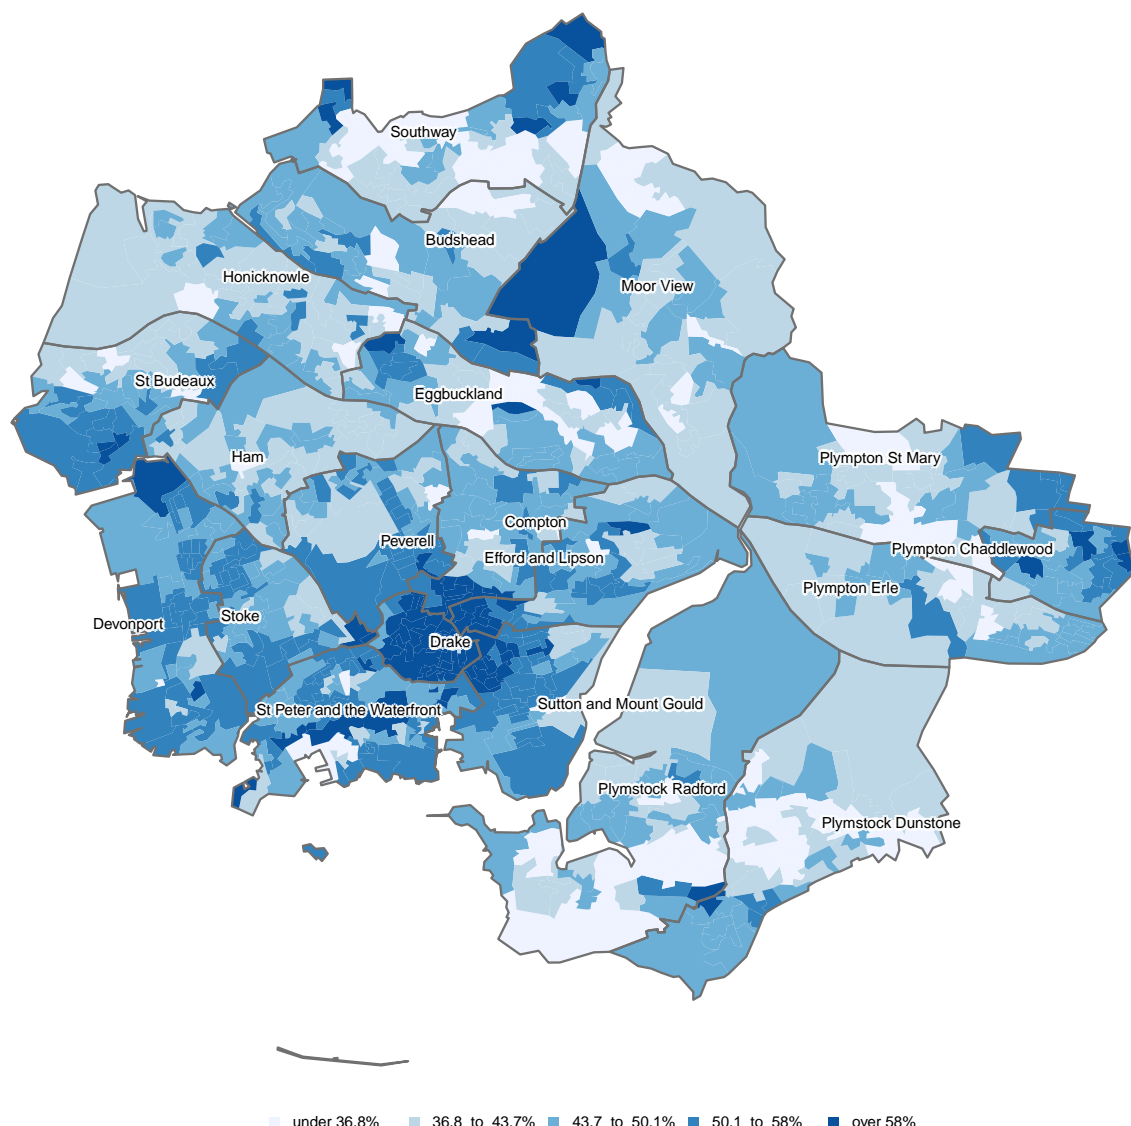 Southway
Budshead
Honicknowle
Moor View
St Budeaux
Eggbuckland
Ham
Plympton St Mary
Compton
Peverell
Plympton Chaddlewood
Efford and Lipson
Plympton Erle
Stoke
Devonport
Drake
Sutton and Mount Gould
St Peter and the Waterfront
Plymstock Radford
Plymstock Dunstone
under 36.8% 36.8 to 43.7% 43.7 to 50.1% 50.1 to 58% over 58%